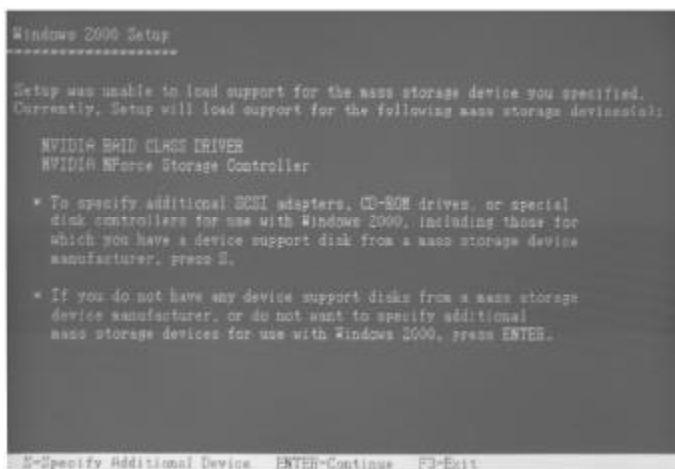 Windows 2000 Setup
Setup was unable to load support for the mass storage device you specified.
Currently, Setup will load support for the following mass storage devices(s):
NVIDIA RAID CLASS DRIVER
NVIDIA NForce Storage Controller
* To specify additional SCSI adapters, CD-ROM drives, or special
disk controllers for use with Windows 2000, including those for
which you have a device support disk from a mass storage device
manufacturer, press S.
* If you do not have any device support disks from a mass storage
device manufacturer, or do not want to specify additional
mass storage devices for use with Windows 2000, press ENTER.
S=Specify Additional Device ENTER=Continue F3=Exit